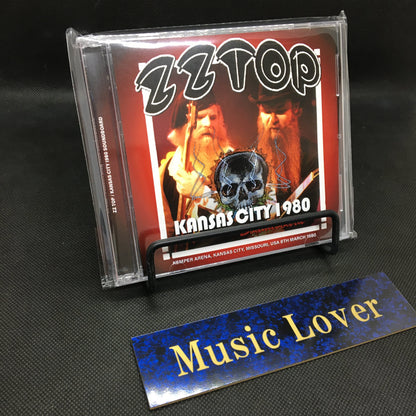 ZZ TOP
KANSAS CITY 1980
KEMPER ARENA, KANSAS CITY, MISSOURI, USA 8TH MARCH 1980
ZZ TOP / KANSAS CITY 1980 SOUNDBOARD
Music Lover